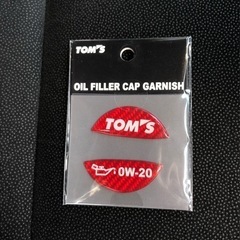 TOM'S
OIL FILLER CAP GARNISH
TOM'S
0W-20